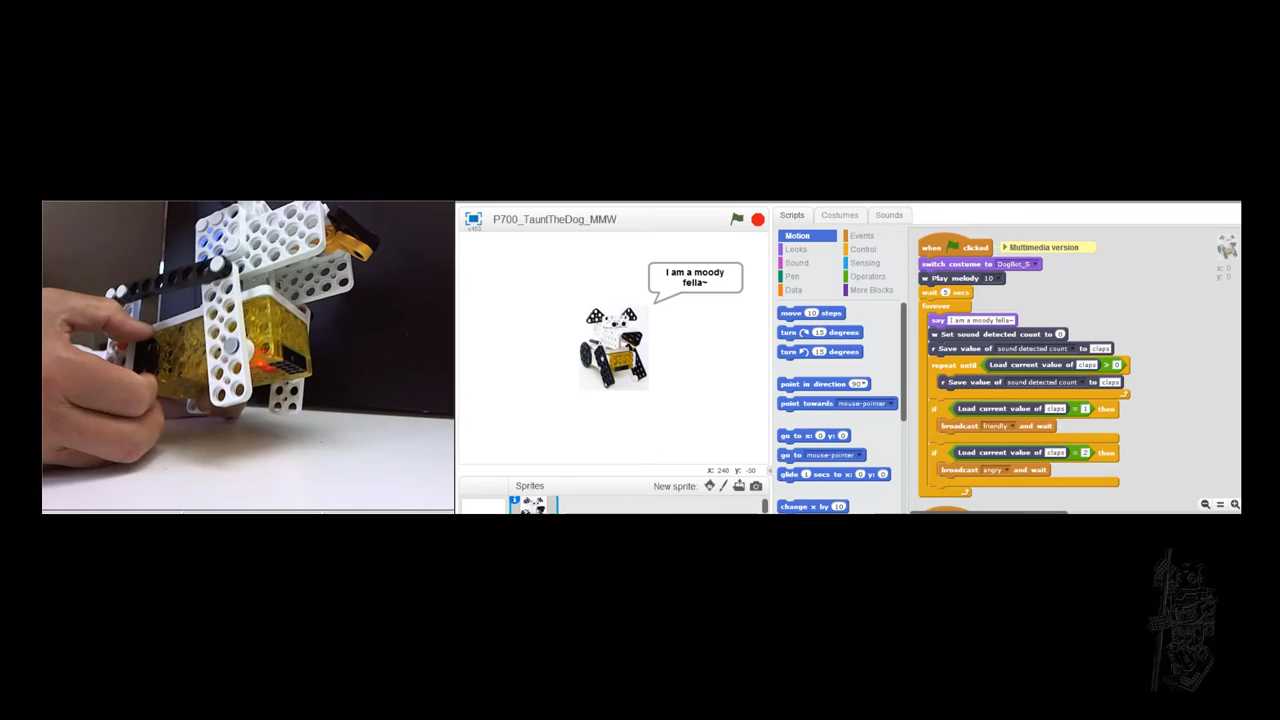 P700_TauntTheDog_MMW
v453
I am a moody
fella~
X: 240 y: -30
Sprites
New sprite:
Scripts
Costumes
Sounds
Motion
Events
Looks
Control
Sound
Sensing
Pen
Operators
Data
More Blocks
move 10 steps
turn 15 degrees
turn 15 degrees
point in direction 90
point towards mouse-pointer
go to x: 0 y: 0
go to mouse-pointer
glide 1 secs to x: 0 y: 0
change x by 10
when clicked
Multimedia version
switch costume to DogBot_S
w Play melody 10
wait 5 secs
forever
say I am a moody fella~
w Set sound detected count to 0
r Save value of sound detected count to claps
repeat until Load current value of claps > 0
r Save value of sound detected count to claps
if Load current value of claps = 1 then
broadcast friendly and wait
if Load current value of claps = 2 then
broadcast angry and wait
x: 0
y: 0